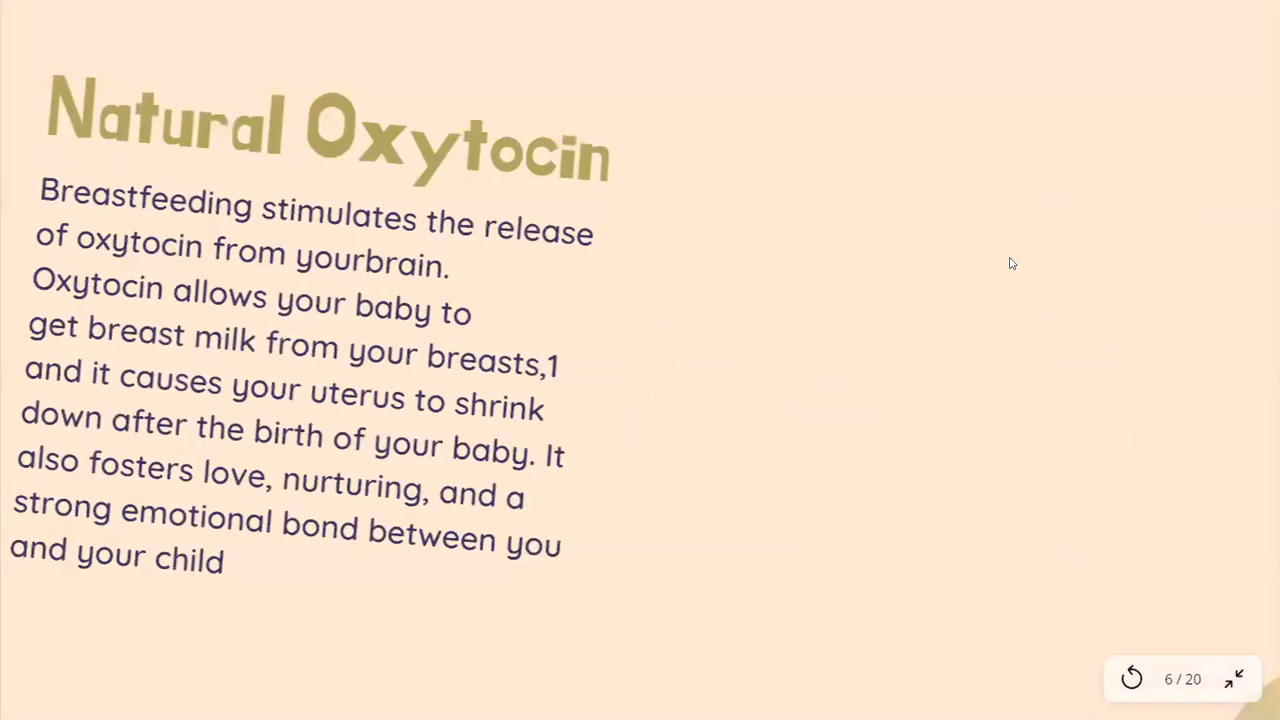 Natural Oxytocin
Breastfeeding stimulates the release
of oxytocin from yourbrain.
Oxytocin allows your baby to
get breast milk from your breasts,1
and it causes your uterus to shrink
down after the birth of your baby. It
also fosters love, nurturing, and a
strong emotional bond between you
and your child
6 / 20